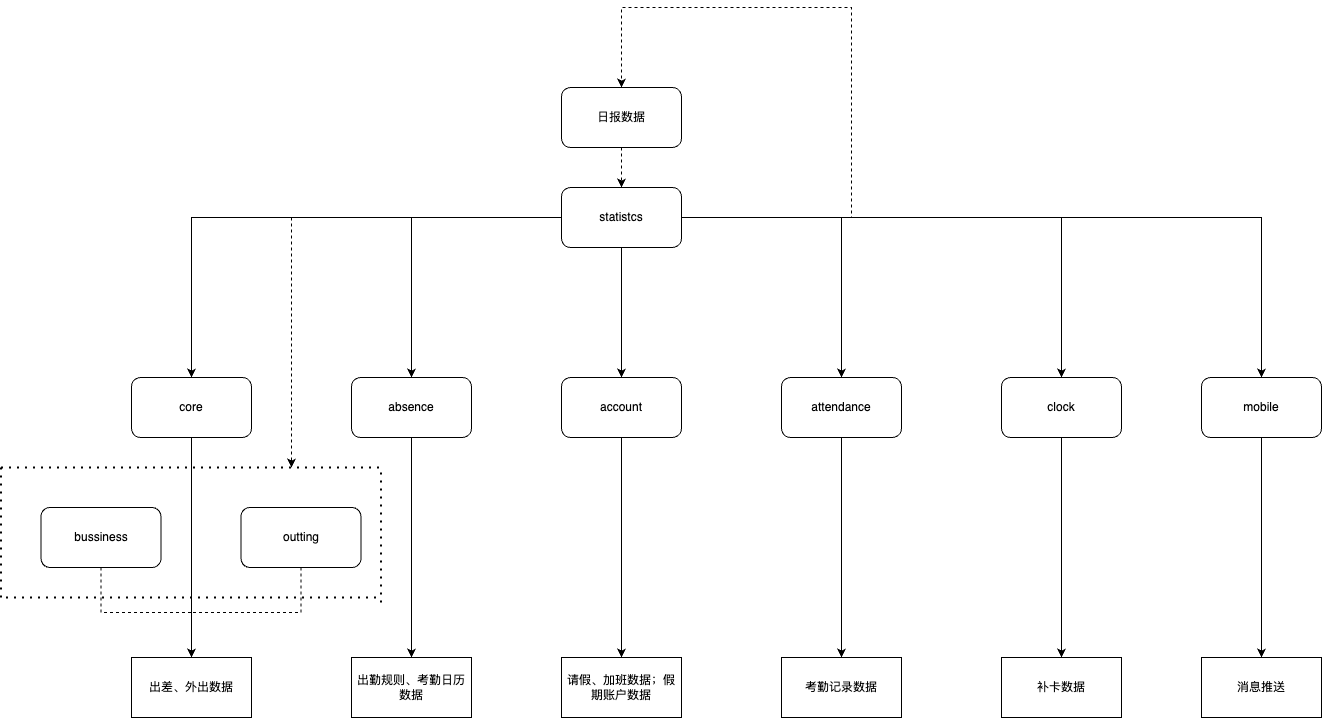 日报数据
statistcs
core
absence
account
attendance
clock
mobile
bussiness
outting
出差、外出数据
出勤规则、考勤日历
数据
请假、加班数据；假
期账户数据
考勤记录数据
补卡数据
消息推送